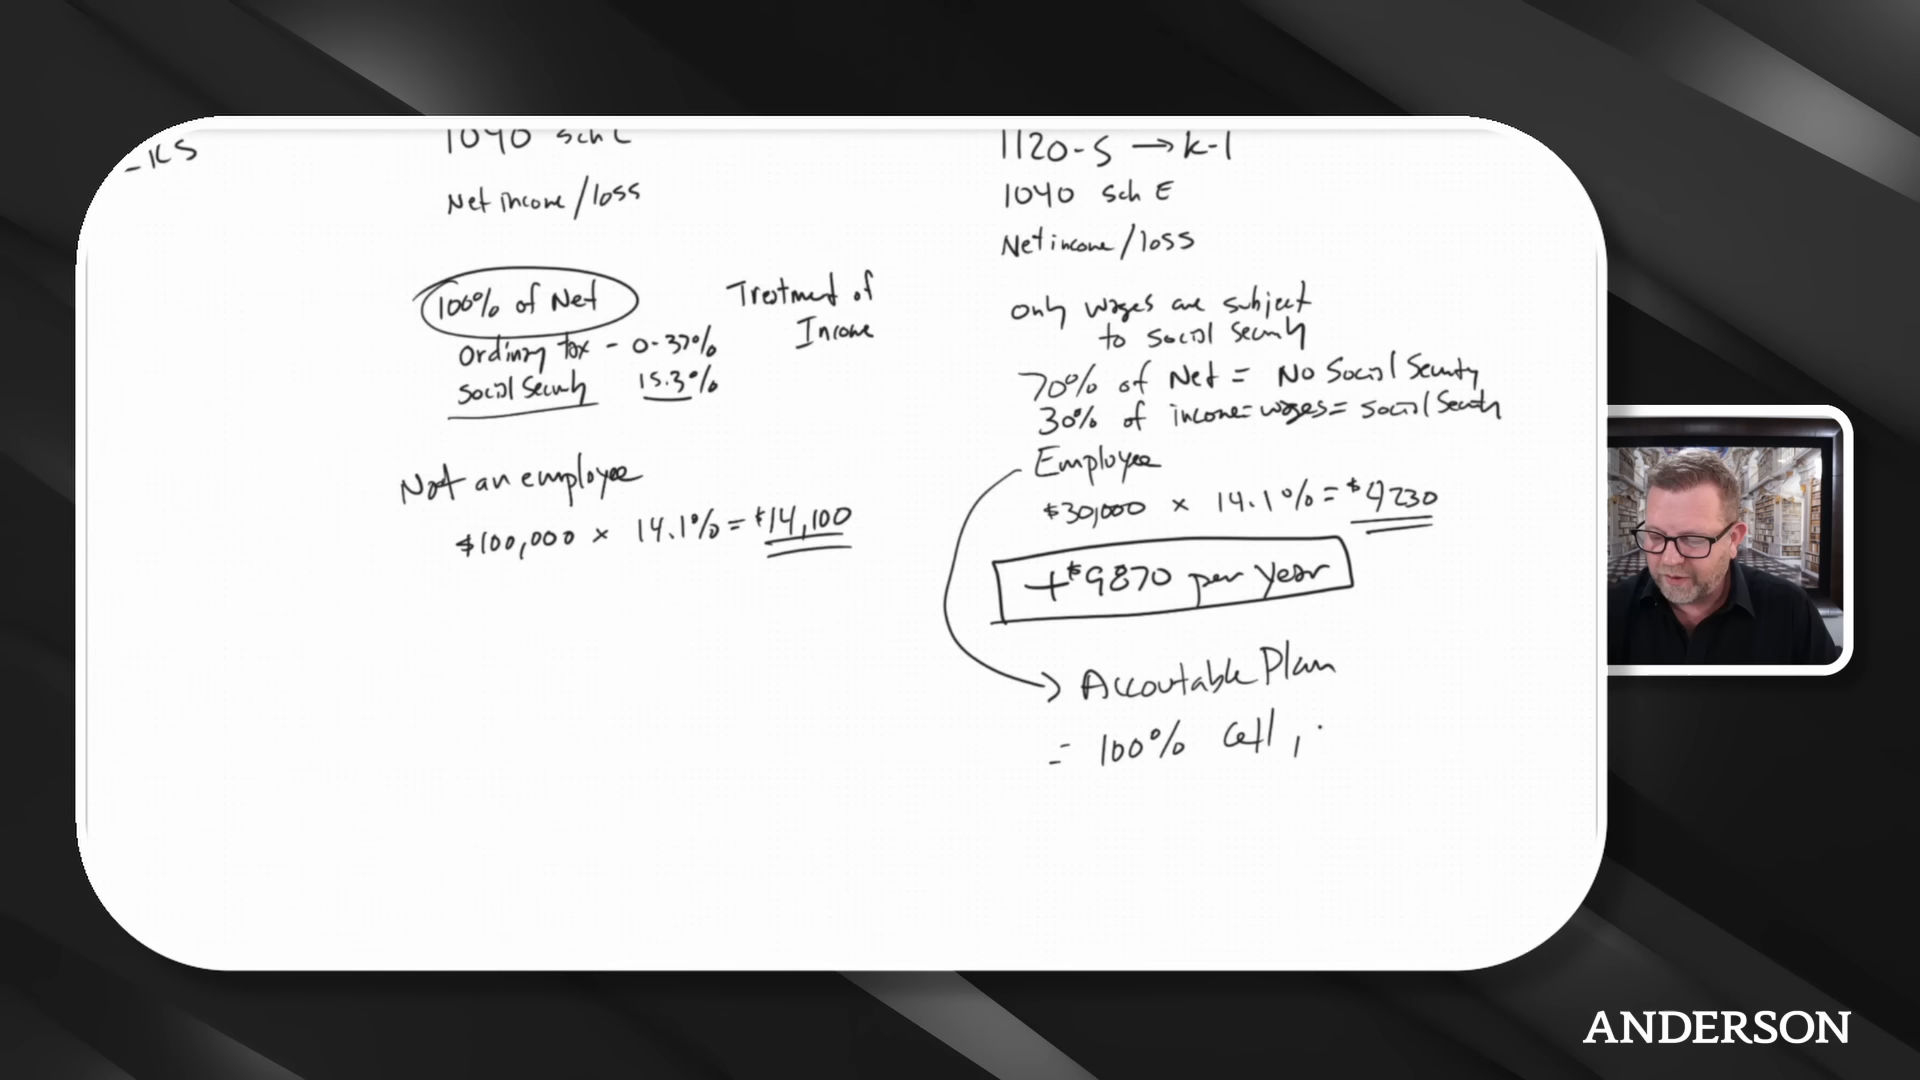 1040 Sch C
Net income/loss
100% of Net
Ordinary tax - 0-37%
Social Security 15.3%
Treatment of
Income
Not an employee
$100,000 x 14.1% = $14,100
1120-S → K-1
1040 Sch E
Net income/loss
only wages are subject
to social security
70% of Net = No Social Security
30% of income = wages = Social Security
Employee
$30,000 x 14.1% = $4230
+$9870 per year
→ Accoutable Plan
= 100% Cell,
ANDERSON